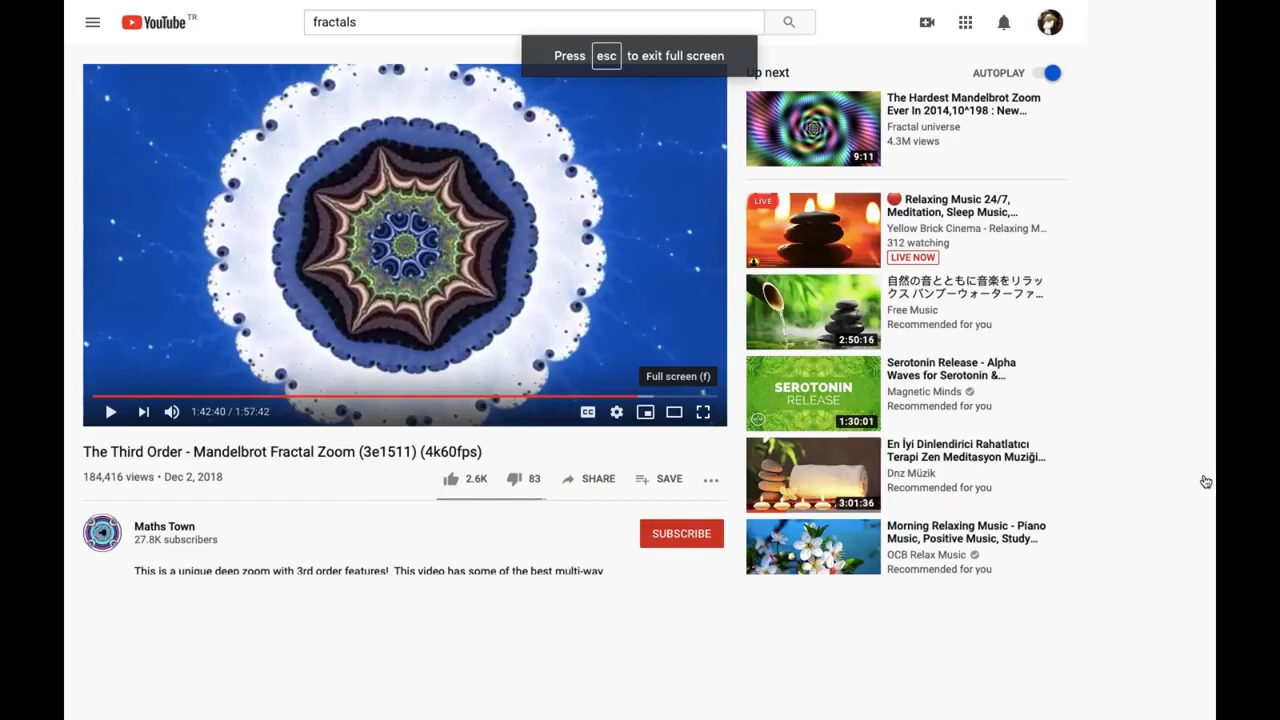 YouTube TR
fractals
Press esc to exit full screen
Up next
AUTOPLAY
The Hardest Mandelbrot Zoom
Ever In 2014,10^198 : New...
Fractal universe
4.3M views
9:11
LIVE
Relaxing Music 24/7,
Meditation, Sleep Music,...
Yellow Brick Cinema - Relaxing M...
312 watching
LIVE NOW
自然の音とともに音楽をリラッ
クス バンブーウォーターファ...
Free Music
Recommended for you
2:50:16
SEROTONIN
RELEASE
1:30:01
Serotonin Release - Alpha
Waves for Serotonin &...
Magnetic Minds
Recommended for you
En İyi Dinlendirici Rahatlatıcı
Terapi Zen Meditasyon Muziği...
Dnz Müzik
Recommended for you
3:01:36
Morning Relaxing Music - Piano
Music, Positive Music, Study...
OCB Relax Music
Recommended for you
Full screen (f)
1:42:40 / 1:57:42
CC
The Third Order - Mandelbrot Fractal Zoom (3e1511) (4k60fps)
184,416 views • Dec 2, 2018
2.6K 83 SHARE SAVE
Maths Town
27.8K subscribers
SUBSCRIBE
This is a unique deep zoom with 3rd order features! This video has some of the best multi-way